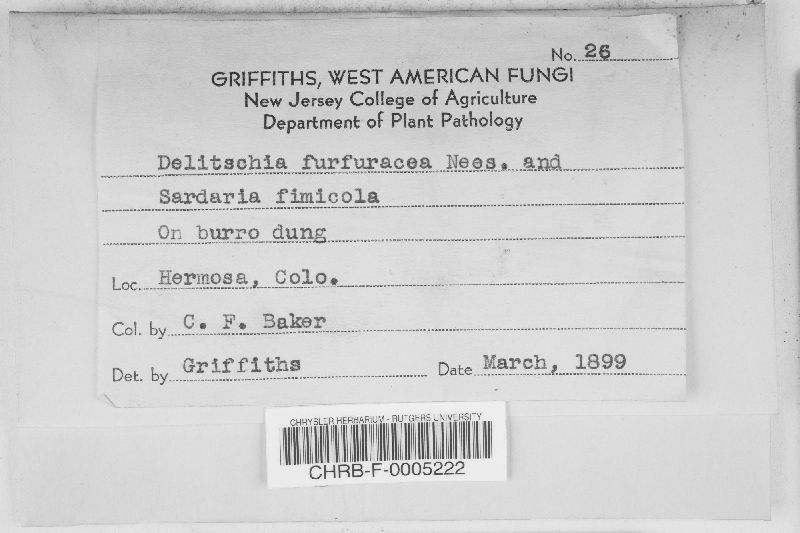 No. 26
GRIFFITHS, WEST AMERICAN FUNGI
New Jersey College of Agriculture
Department of Plant Pathology
Delitschia furfuracea Nees. and
Sardaria fimicola
On burro dung
Loc. Hermosa, Colo.
Col. by C. F. Baker
Det. by Griffiths Date March, 1899
CHRYSLER HERBARIUM - RUTGERS UNIVERSITY
CHRB-F-0005222